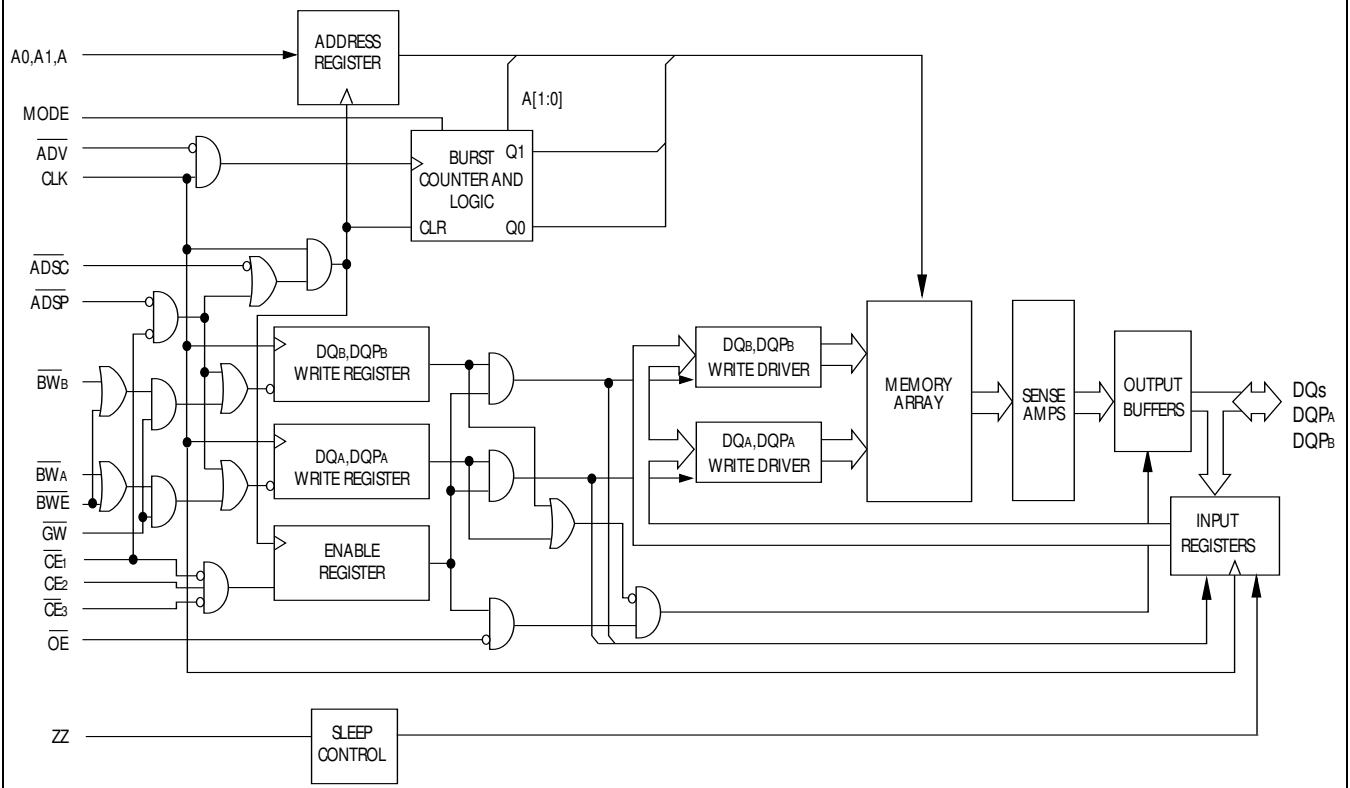 A0,A1,A
ADDRESS
REGISTER
MODE
A[1:0]
ADV
CLK
BURST
COUNTER AND
LOGIC
Q1
CLR
Q0
ADSC
ADSP
DQB,DQPB
WRITE REGISTER
DQB,DQPB
WRITE DRIVER
MEMORY
ARRAY
SENSE
AMPS
OUTPUT
BUFFERS
DQs
DQPA
DQPB
BWB
DQA,DQPA
WRITE REGISTER
DQA,DQPA
WRITE DRIVER
BWA
BWE
GW
CE1
CE2
CE3
ENABLE
REGISTER
INPUT
REGISTERS
OE
ZZ
SLEEP
CONTROL